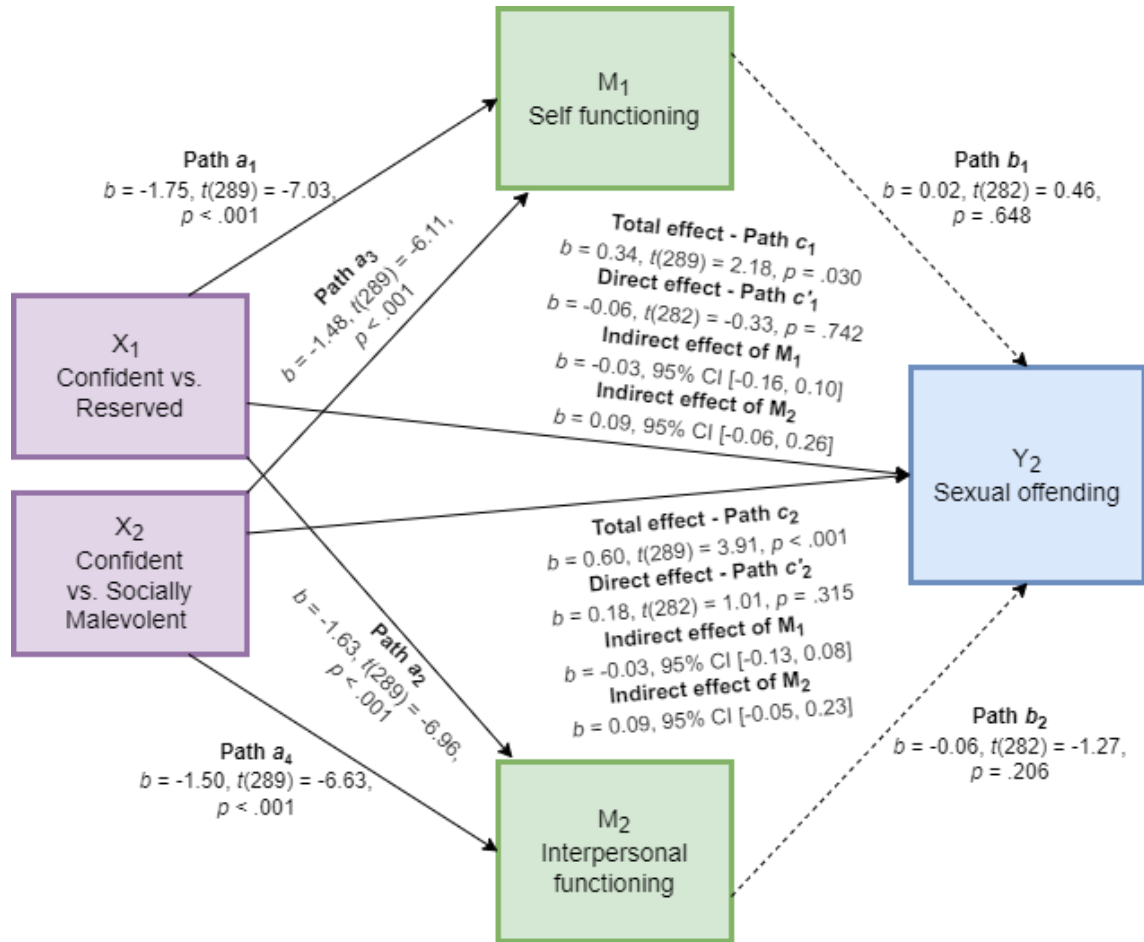 M1
Self functioning
Path a1
b = -1.75, t(289) = -7.03,
p < .001
Path b1
b = 0.02, t(282) = 0.46,
p = .648
Path a3
b = -1.48, t(289) = -6.11,
p < .001
Total effect - Path c1
b = 0.34, t(289) = 2.18, p = .030
Direct effect - Path c'1
b = -0.06, t(282) = -0.33, p = .742
Indirect effect of M1
b = -0.03, 95% CI [-0.16, 0.10]
Indirect effect of M2
b = 0.09, 95% CI [-0.06, 0.26]
X1
Confident vs.
Reserved
Y2
Sexual offending
X2
Confident
vs. Socially
Malevolent
Total effect - Path c2
b = 0.60, t(289) = 3.91, p < .001
Direct effect - Path c'2
b = 0.18, t(282) = 1.01, p = .315
Indirect effect of M1
b = -0.03, 95% CI [-0.13, 0.08]
Indirect effect of M2
b = 0.09, 95% CI [-0.05, 0.23]
Path a2
b = -1.63, t(289) = -6.96,
p < .001
Path a4
b = -1.50, t(289) = -6.63,
p < .001
Path b2
b = -0.06, t(282) = -1.27,
p = .206
M2
Interpersonal
functioning